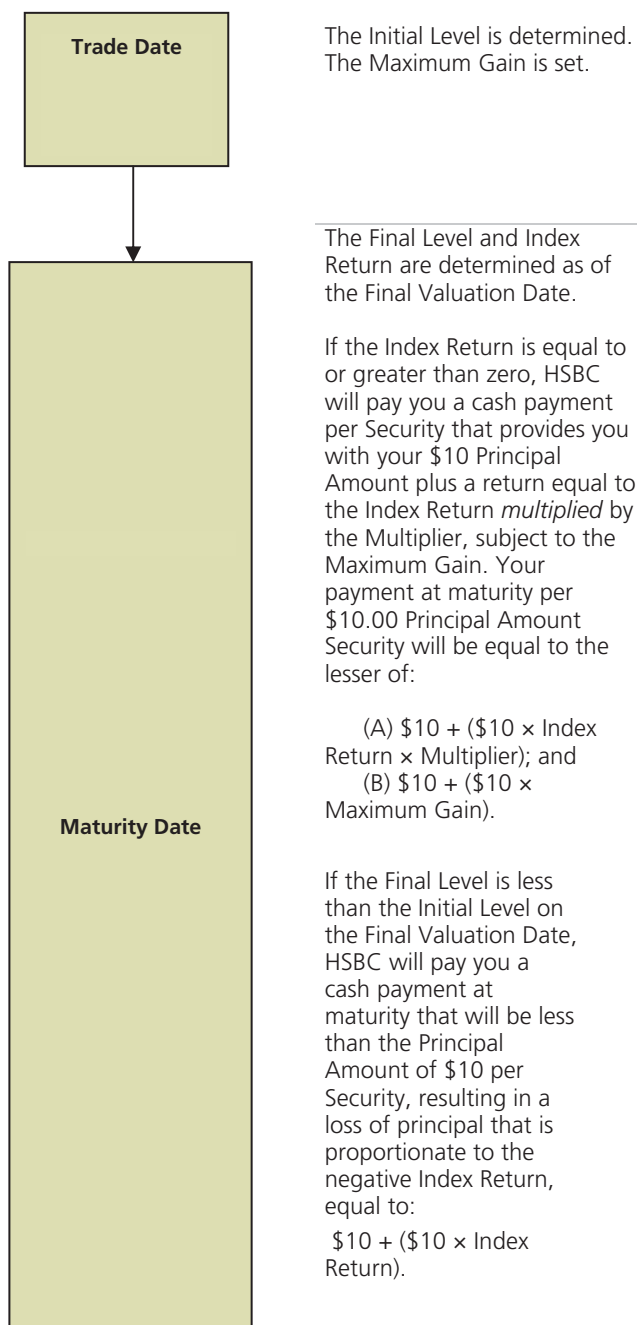 Trade Date
The Initial Level is determined.
The Maximum Gain is set.
The Final Level and Index
Return are determined as of
the Final Valuation Date.
If the Index Return is equal to
or greater than zero, HSBC
will pay you a cash payment
per Security that provides you
with your $10 Principal
Amount plus a return equal to
the Index Return multiplied by
the Multiplier, subject to the
Maximum Gain. Your
payment at maturity per
$10.00 Principal Amount
Security will be equal to the
lesser of:
(A) $10 + ($10 × Index
Return × Multiplier); and
(B) $10 + ($10 ×
Maximum Gain).
Maturity Date
If the Final Level is less
than the Initial Level on
the Final Valuation Date,
HSBC will pay you a
cash payment at
maturity that will be less
than the Principal
Amount of $10 per
Security, resulting in a
loss of principal that is
proportionate to the
negative Index Return,
equal to:
$10 + ($10 × Index
Return).